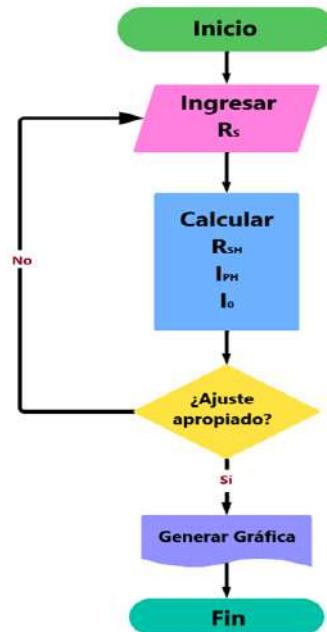 Inicio
Ingresar
Rs
Calcular
RSH
IPH
I0
No
¿Ajuste
apropiado?
Si
Generar Gráfica
Fin